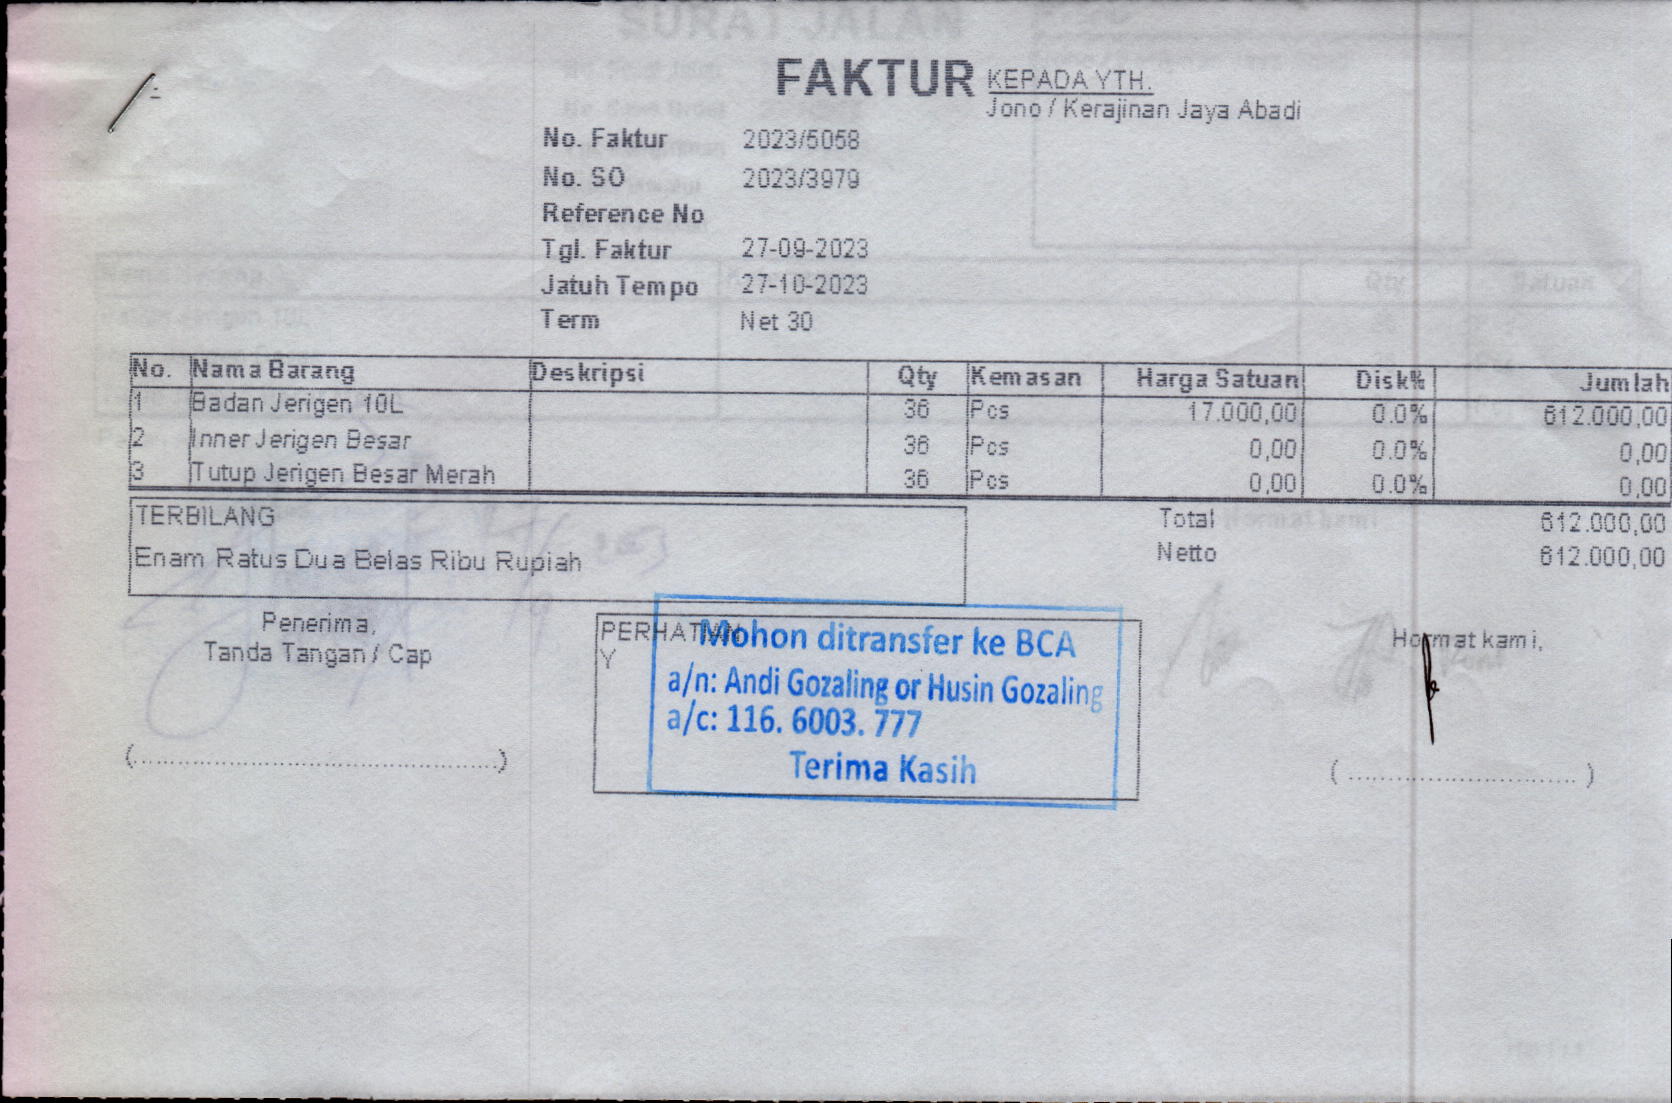 FAKTUR
KEPADA YTH.
Jono / Kerajinan Jaya Abadi
No. Faktur 2023/5058
No. SO 2023/3979
Reference No
Tgl. Faktur 27-09-2023
Jatuh Tempo 27-10-2023
Term Net 30
No. Nama Barang Deskripsi Qty Kemasan Harga Satuan Disk% Jumlah
1 Badan Jerigen 10L 36 Pcs 17.000,00 0.0% 612.000,00
2 Inner Jerigen Besar 36 Pcs 0,00 0.0% 0,00
3 Tutup Jerigen Besar Merah 36 Pcs 0,00 0.0% 0,00
TERBILANG
Enam Ratus Dua Belas Ribu Rupiah
Total 612.000,00
Netto 612.000,00
Penerima,
Tanda Tangan / Cap
(................................................)
PERHATIAN
Y
Mohon ditransfer ke BCA
a/n: Andi Gozaling or Husin Gozaling
a/c: 116. 6003. 777
Terima Kasih
Hormat kami,
( .............................. )
SURAT JALAN